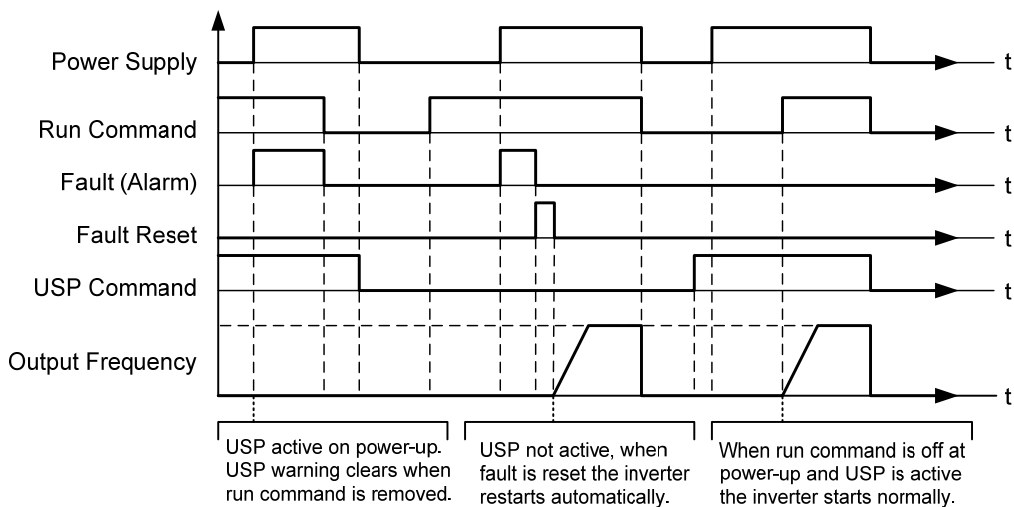 Power Supply
t
Run Command
t
Fault (Alarm)
t
Fault Reset
t
USP Command
t
Output Frequency
t
USP active on power-up.
USP warning clears when
run command is removed.
USP not active, when
fault is reset the inverter
restarts automatically.
When run command is off at
power-up and USP is active
the inverter starts normally.